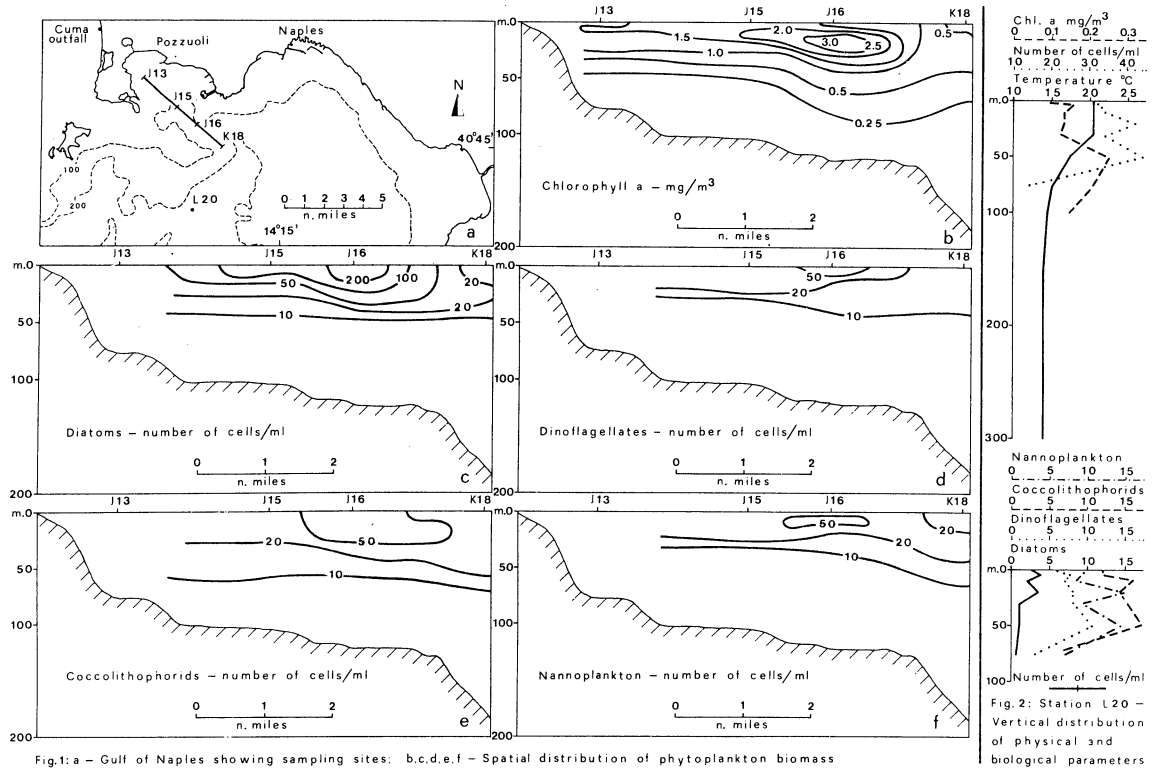 Cuma
outfall
Pozzuoli
Naples
J13
J15
J16
K18
N
40°45'
100
200
L20
0 1 2 3 4 5
n. miles
14°15'
a
J13 J15 J16 K18
m.0
50
100
200
1.5
2.0
3.0
2.5
0.5
1.0
0.5
0.25
Chlorophyll a – mg/m³
0 1 2
n. miles
b
J13 J15 J16 K18
m.0
50
100
200
50
200
100
20
20
10
Diatoms – number of cells/ml
0 1 2
n. miles
c
J13 J15 J16 K18
m.0
50
100
200
50
20
10
Dinoflagellates – number of cells/ml
0 1 2
n. miles
d
J13 J15 J16 K18
m.0
50
100
200
20
50
10
Coccolithophorids – number of cells/ml
0 1 2
n. miles
e
J13 J15 J16 K18
m.0
50
100
200
50
20
20
10
Nannoplankton – number of cells/ml
0 1 2
n. miles
f
Fig.1: a – Gulf of Naples showing sampling sites; b.c.d.e.f – Spatial distribution of phytoplankton biomass
Chl. a mg/m³
0 0.1 0.2 0.3
Number of cells/ml
10 20 30 40
Temperature °C
10 15 20 25
m.0
50
100
200
300
Nannoplankton
0 5 10 15
Coccolithophorids
0 5 10 15
Dinoflagellates
0 5 10 15
Diatoms
0 5 10 15
m.0
50
100
Number of cells/ml
Fig. 2: Station L20 –
Vertical distribution
of physical and
biological parameters